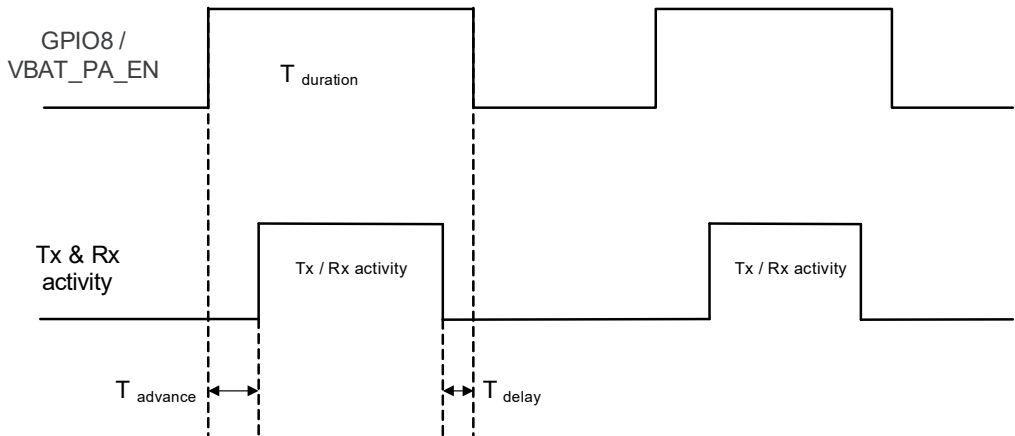 GPIO8 /
VBAT_PA_EN
T duration
Tx & Rx
activity
Tx / Rx activity
Tx / Rx activity
T advance
T delay